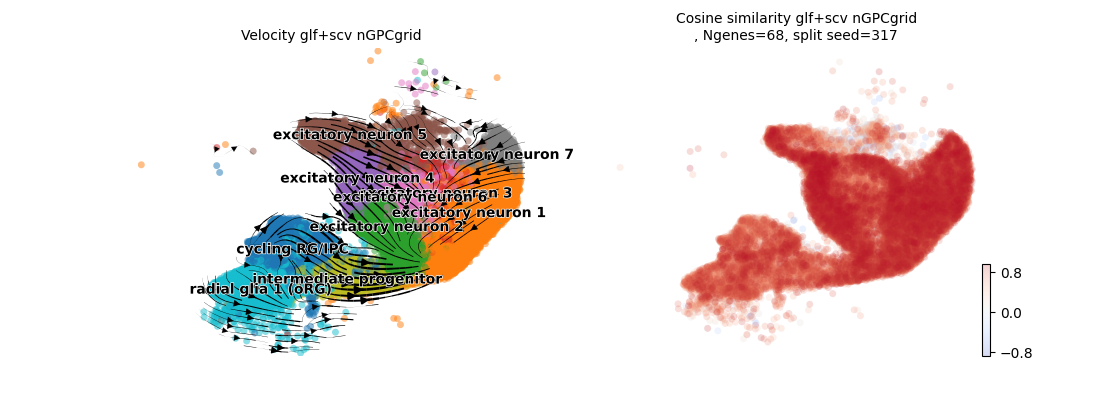 Velocity glf+scv nGPCgrid
Cosine similarity glf+scv nGPCgrid
, Ngenes=68, split seed=317
excitatory neuron 5
excitatory neuron 7
excitatory neuron 4
excitatory neuron 3
excitatory neuron 6
excitatory neuron 1
excitatory neuron 2
cycling RG/IPC
intermediate progenitor
radial glia 1 (oRG)
0.8
0.0
−0.8